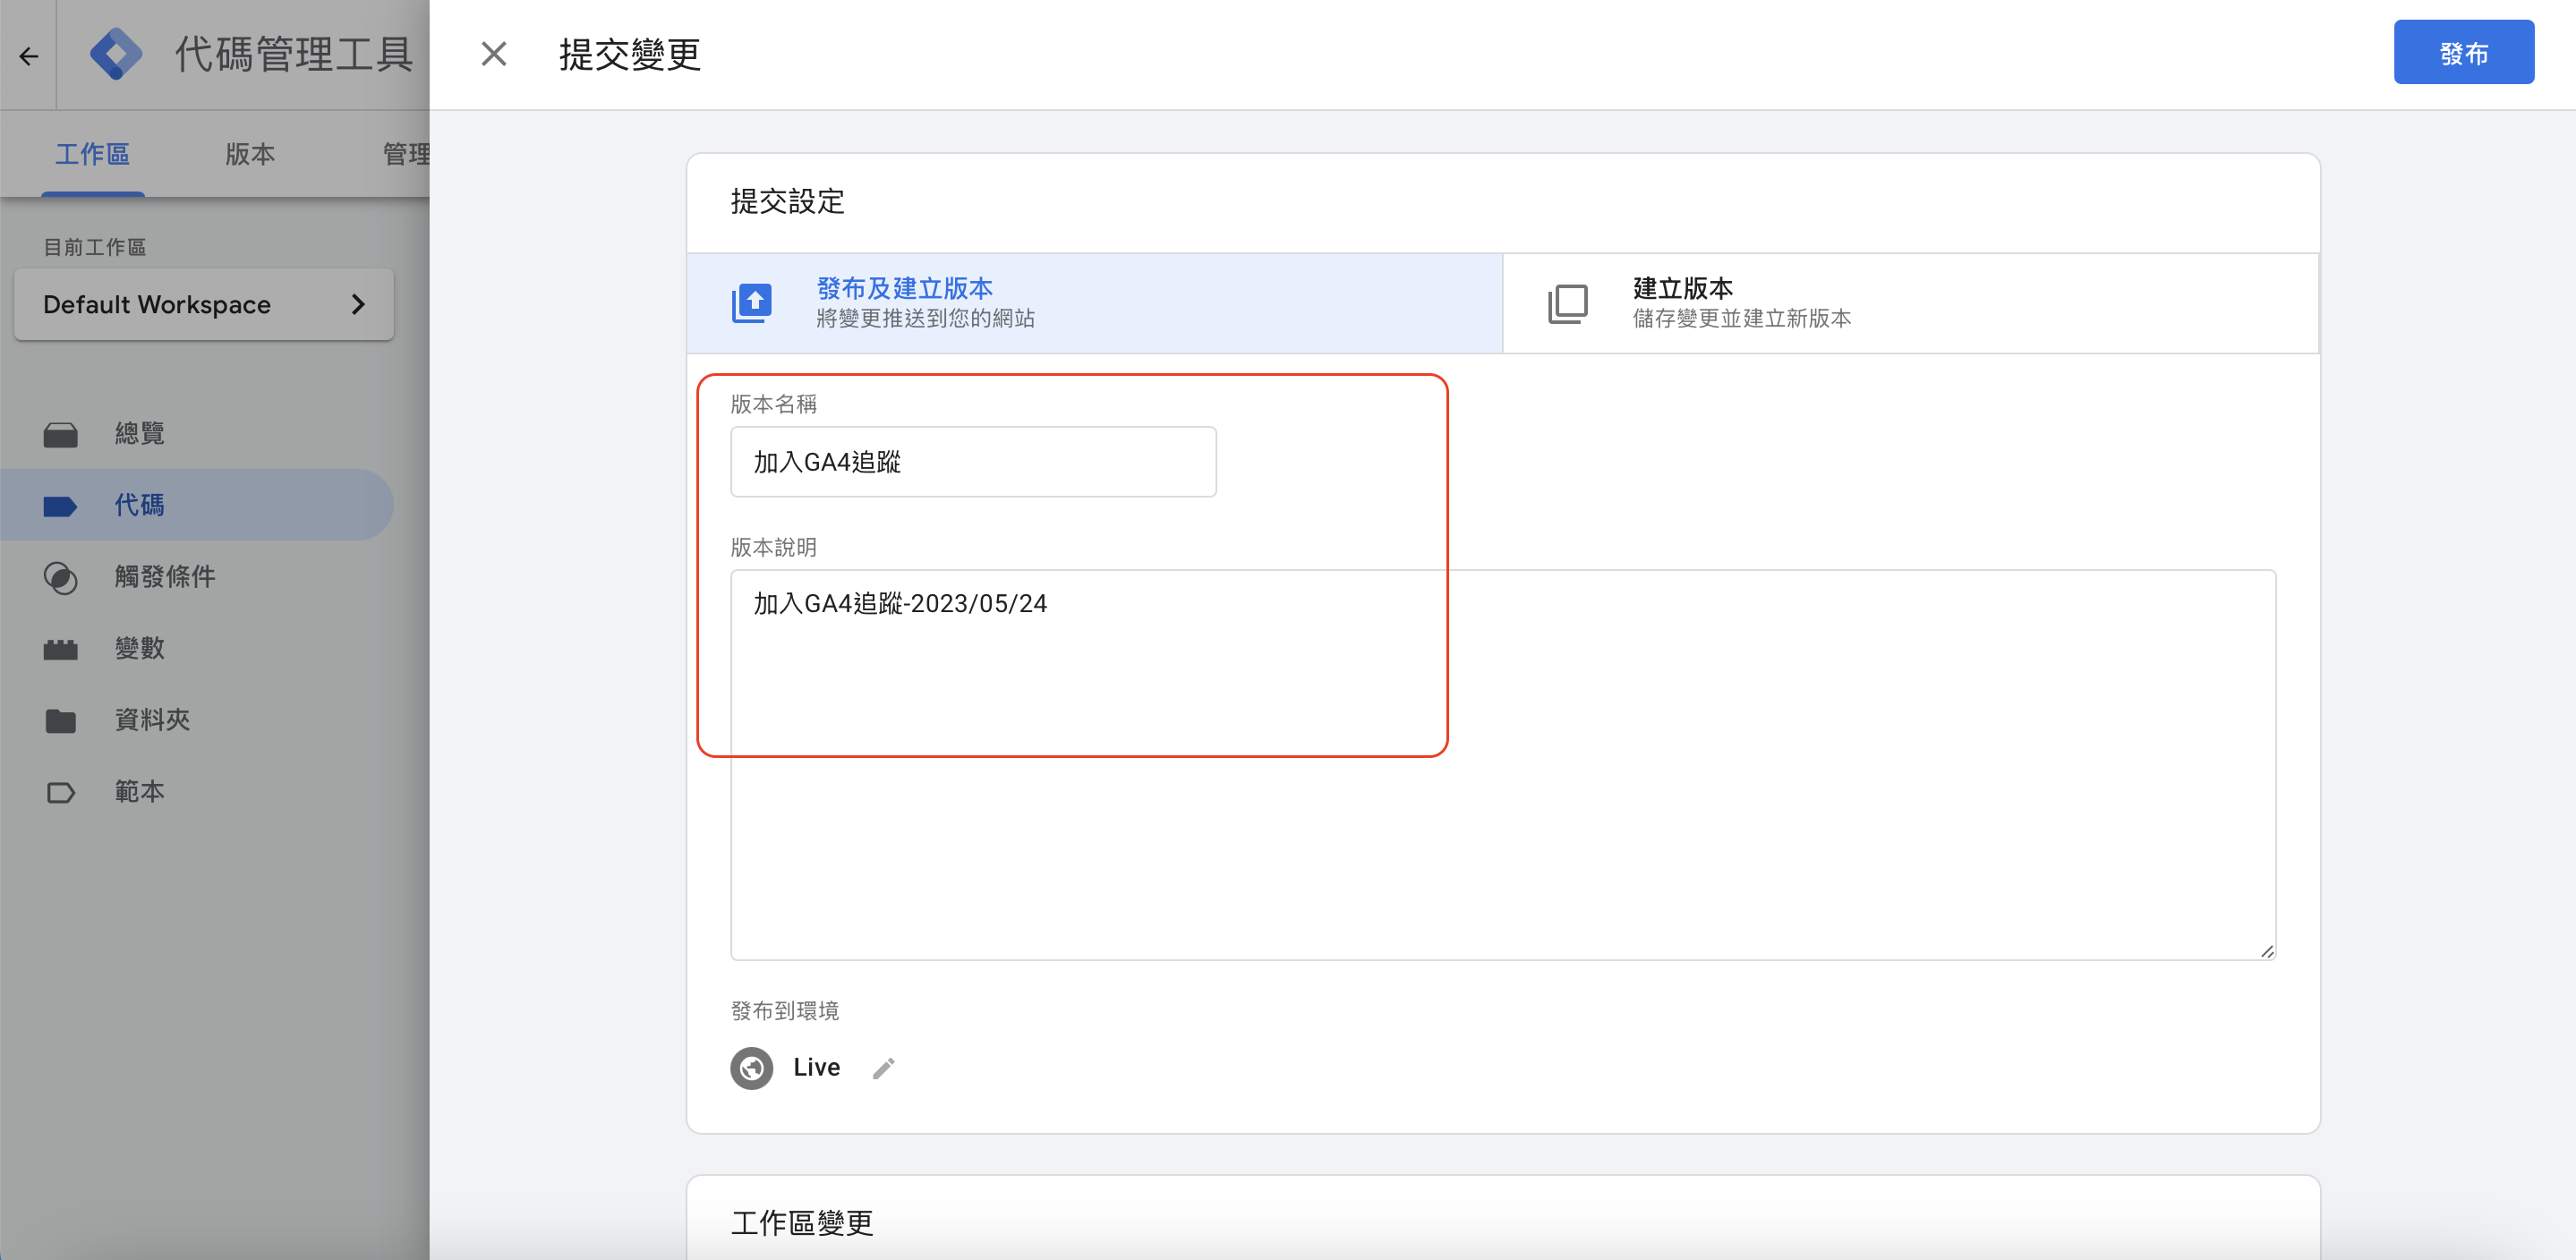 代碼管理工具
提交變更
發布
工作區
版本
管理
目前工作區
Default Workspace
總覽
代碼
觸發條件
變數
資料夾
範本
提交設定
發布及建立版本
將變更推送到您的網站
建立版本
儲存變更並建立新版本
版本名稱
加入GA4追蹤
版本說明
加入GA4追蹤-2023/05/24
發布到環境
Live
工作區變更